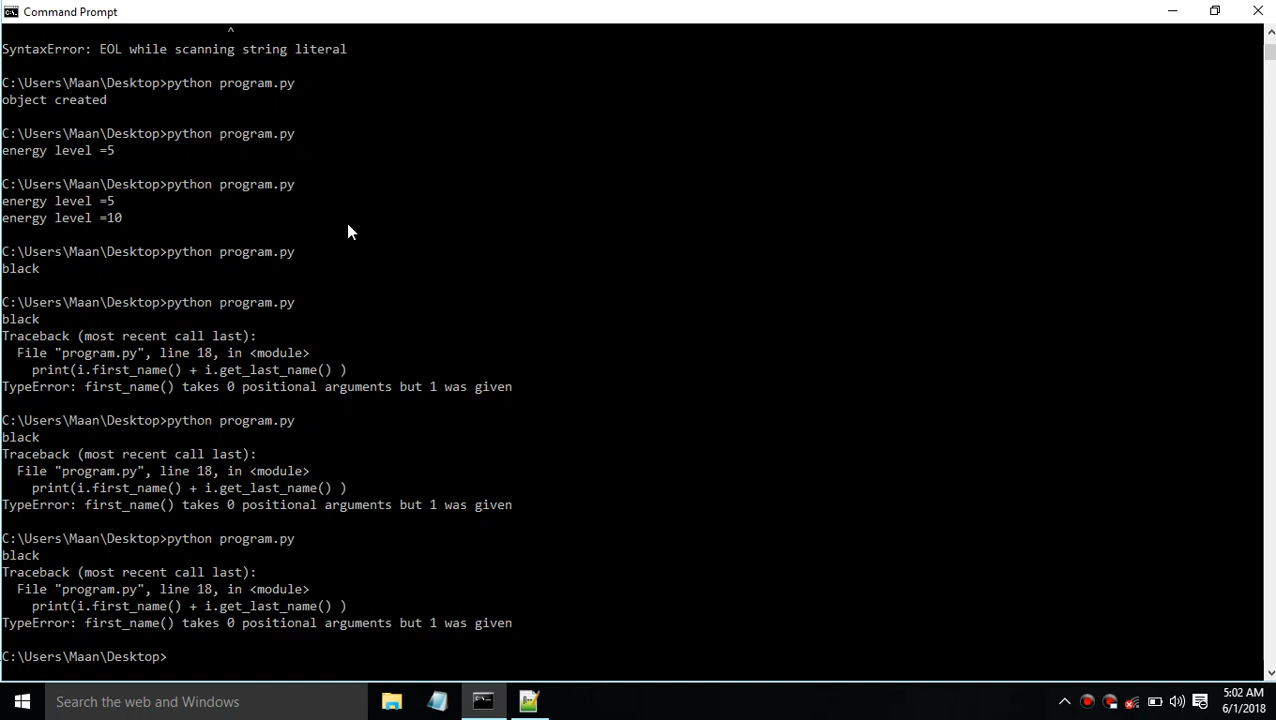 Command Prompt
^
SyntaxError: EOL while scanning string literal
C:\Users\Maan\Desktop>python program.py
object created
C:\Users\Maan\Desktop>python program.py
energy level =5
C:\Users\Maan\Desktop>python program.py
energy level =5
energy level =10
C:\Users\Maan\Desktop>python program.py
black
C:\Users\Maan\Desktop>python program.py
black
Traceback (most recent call last):
  File "program.py", line 18, in <module>
    print(i.first_name() + i.get_last_name() )
TypeError: first_name() takes 0 positional arguments but 1 was given
C:\Users\Maan\Desktop>python program.py
black
Traceback (most recent call last):
  File "program.py", line 18, in <module>
    print(i.first_name() + i.get_last_name() )
TypeError: first_name() takes 0 positional arguments but 1 was given
C:\Users\Maan\Desktop>python program.py
black
Traceback (most recent call last):
  File "program.py", line 18, in <module>
    print(i.first_name() + i.get_last_name() )
TypeError: first_name() takes 0 positional arguments but 1 was given
C:\Users\Maan\Desktop>
Search the web and Windows
5:02 AM
6/1/2018